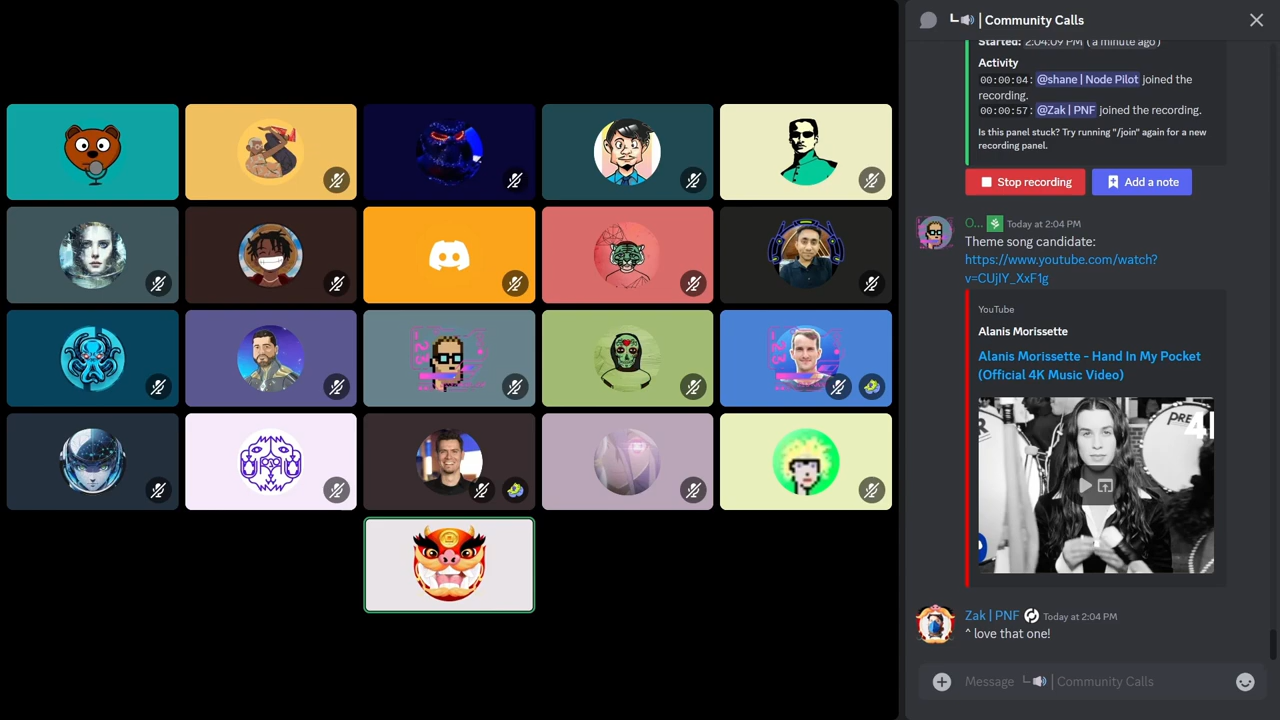 Community Calls
Started: 2:04:09 PM (a minute ago)
Activity
00:00:04: @shane | Node Pilot joined the
recording.
00:00:57: @Zak | PNF joined the recording.
Is this panel stuck? Try running "/join" again for a new
recording panel.
Stop recording
Add a note
O... Today at 2:04 PM
Theme song candidate:
https://www.youtube.com/watch?
v=CUjIY_XxF1g
YouTube
Alanis Morissette
Alanis Morissette - Hand In My Pocket
(Official 4K Music Video)
PRE
4
Zak | PNF Today at 2:04 PM
^ love that one!
Message | Community Calls